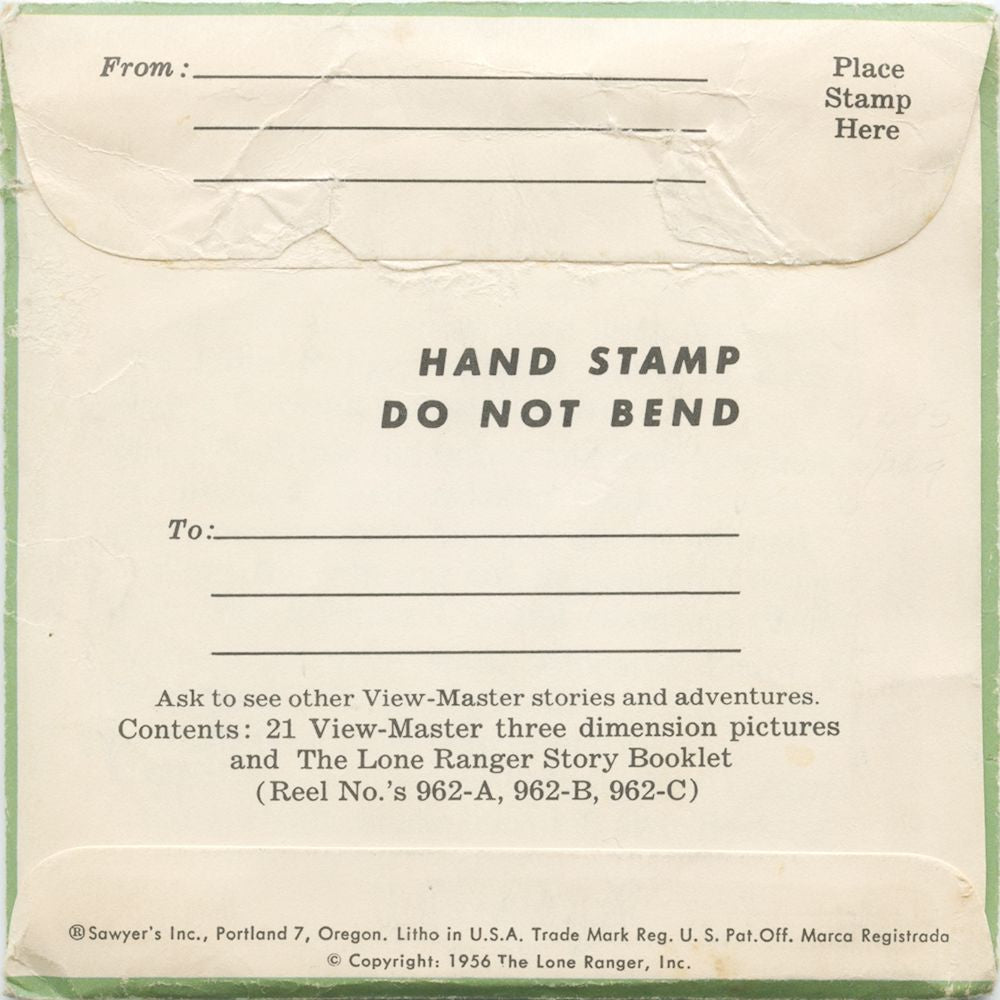 From:
Place
Stamp
Here
HAND STAMP
DO NOT BEND
To:
Ask to see other View-Master stories and adventures.
Contents: 21 View-Master three dimension pictures
and The Lone Ranger Story Booklet
(Reel No.'s 962-A, 962-B, 962-C)
®Sawyer's Inc., Portland 7, Oregon. Litho in U.S.A. Trade Mark Reg. U. S. Pat.Off. Marca Registrada
© Copyright: 1956 The Lone Ranger, Inc.